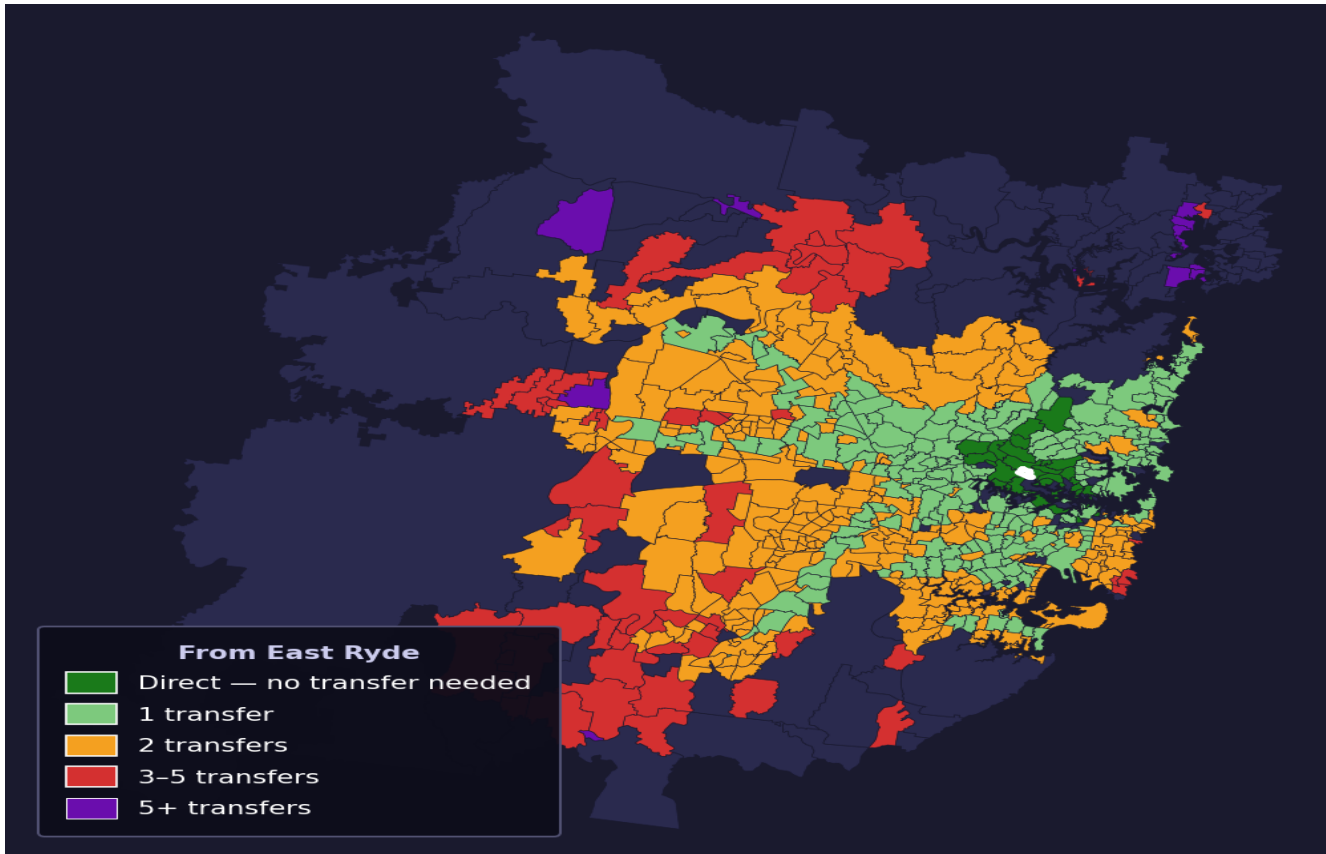 From East Ryde
Direct — no transfer needed
1 transfer
2 transfers
3–5 transfers
5+ transfers